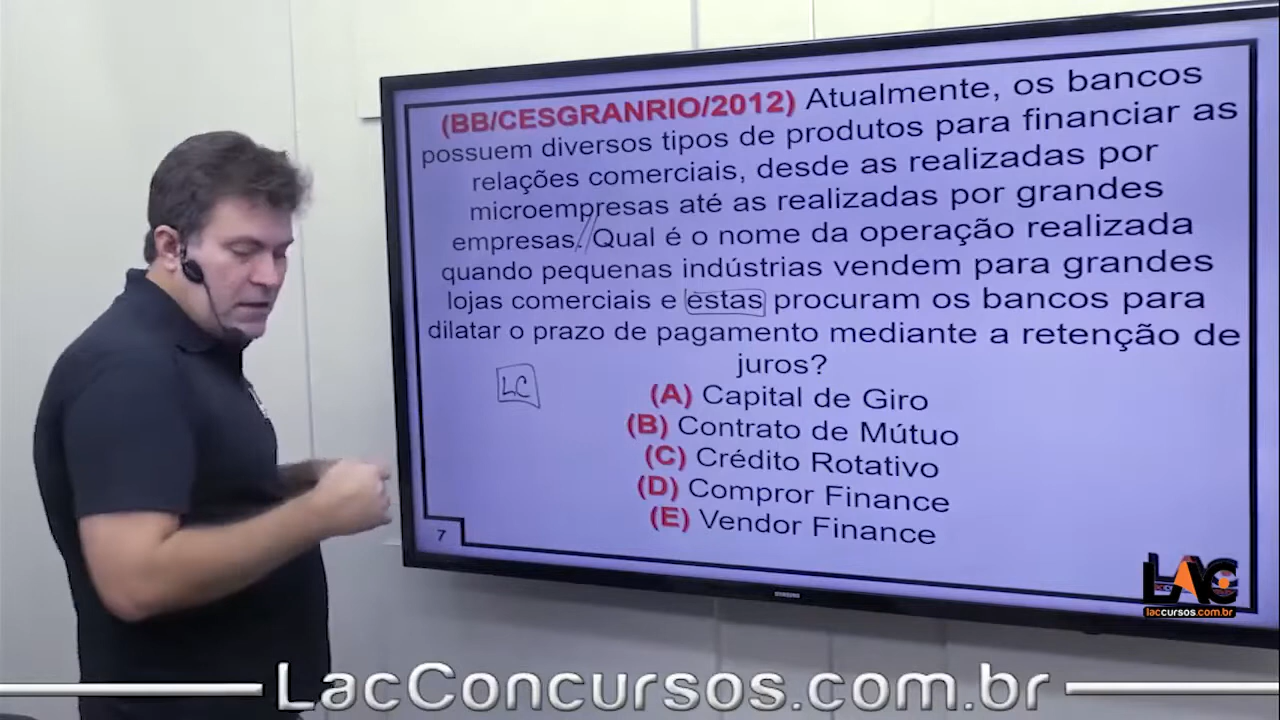 (BB/CESGRANRIO/2012) Atualmente, os bancos
possuem diversos tipos de produtos para financiar as
relações comerciais, desde as realizadas por
microempresas até as realizadas por grandes
empresas. Qual é o nome da operação realizada
quando pequenas indústrias vendem para grandes
lojas comerciais e estas procuram os bancos para
dilatar o prazo de pagamento mediante a retenção de
juros?
LC
(A) Capital de Giro
(B) Contrato de Mútuo
(C) Crédito Rotativo
(D) Compror Finance
(E) Vendor Finance
7
LAC
laccursos.com.br
SAMSUNG
LacConcursos.com.br